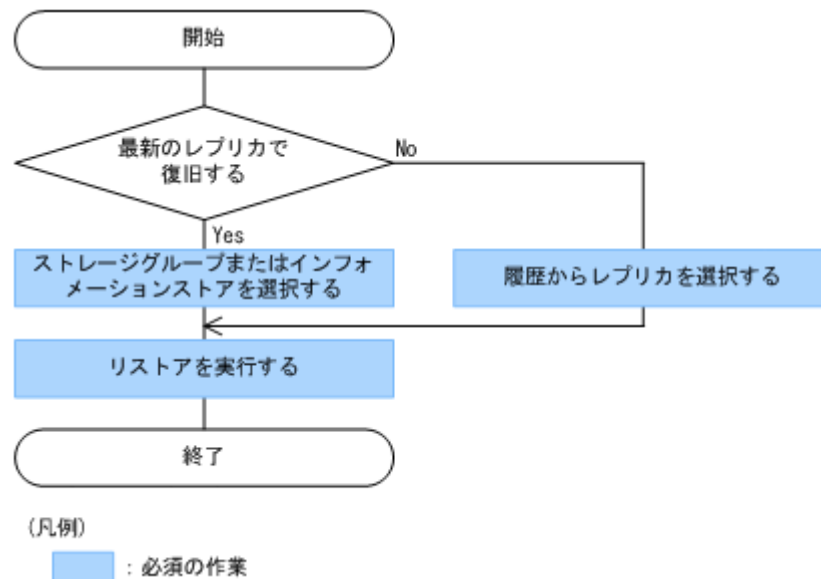 開始
最新のレプリカで
復旧する
No
Yes
ストレージグループまたはインフォ
メーションストアを選択する
履歴からレプリカを選択する
リストアを実行する
終了
(凡例)
：必須の作業